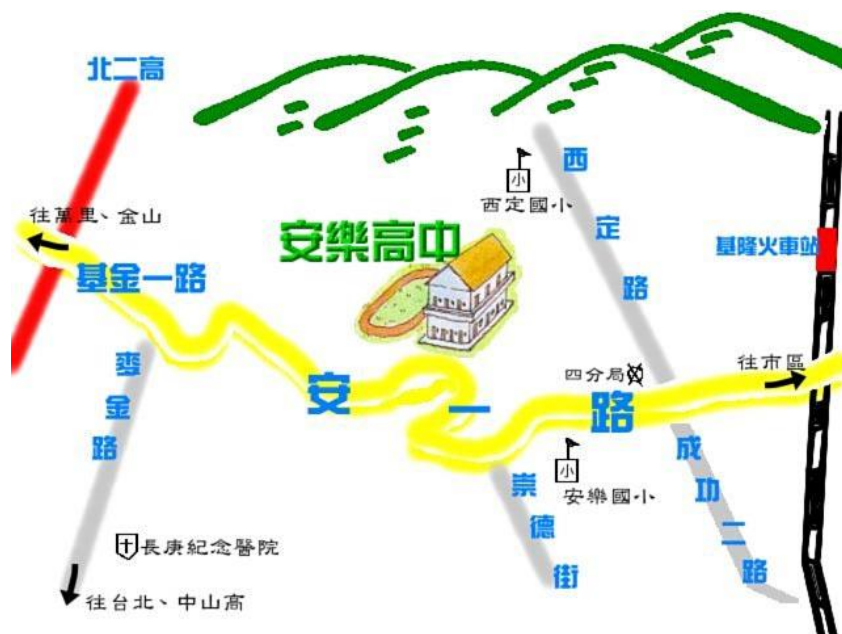 北二高
小
西定國小
西定路
往萬里、金山
安樂高中
基隆火車站
基金一路
往市區
四分局
安一路
麥金路
小
安樂國小
成功二路
崇德街
長庚紀念醫院
往台北、中山高